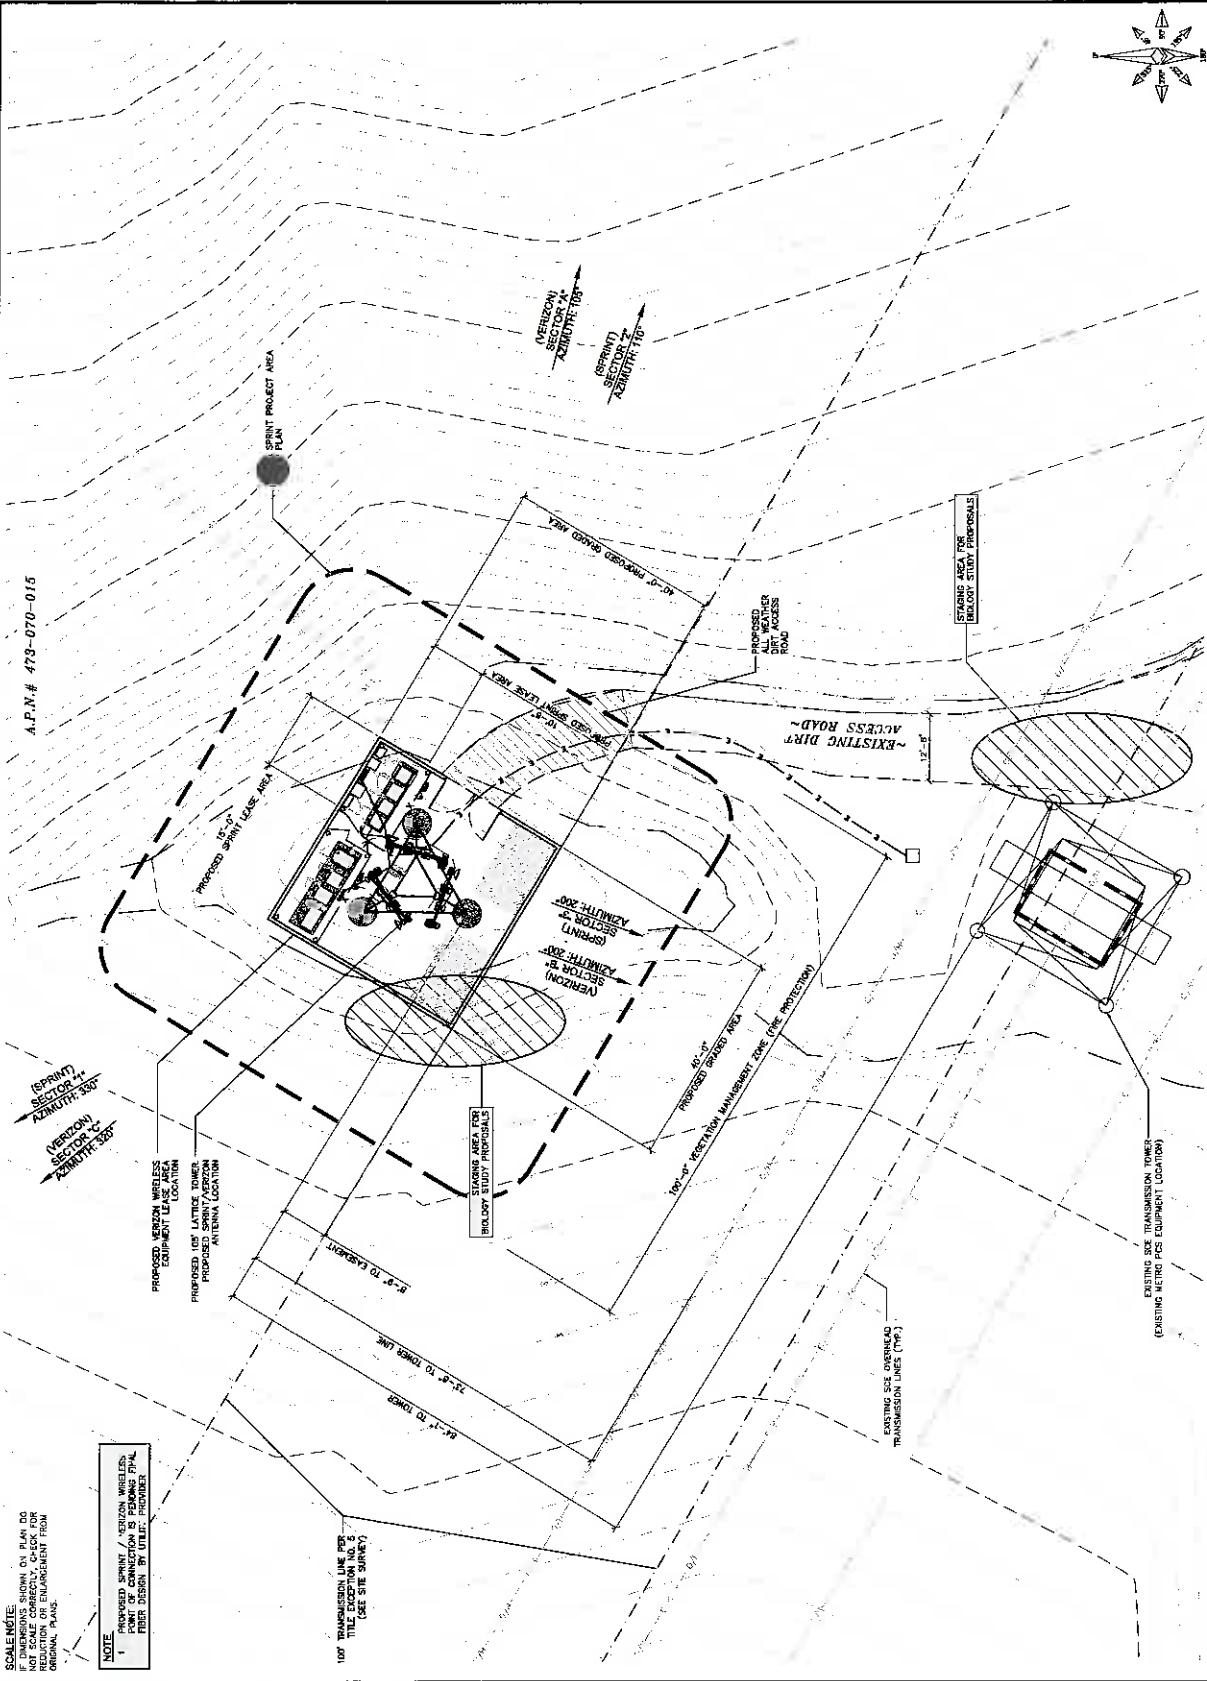 SCALE NOTE:
IF DIMENSIONS SHOWN ON PLAN DO
NOT SCALE CORRECTLY, CHECK FOR
REDUCTION OR ENLARGEMENT FROM
ORIGINAL PLANS.
NOTE
1 PROPOSED SPRINT / VERIZON WIRELESS
POINT OF CONNECTION IS PENDING FINAL
FIBER DESIGN BY UTILITY PROVIDER
A.P.N.# 473-070-015
(SPRINT)
SECTOR "1"
AZIMUTH: 330°
(VERIZON)
SECTOR "C"
AZIMUTH: 320°
PROPOSED VERIZON WIRELESS
EQUIPMENT LEASE AREA
LOCATION
PROPOSED 105' LATTICE TOWER
PROPOSED SPRINT/VERIZON
ANTENNA LOCATION
100' TRANSMISSION LINE PER
TITLE EXCEPTION NO. 5
(SEE SITE SURVEY)
84'-1" TO TOWER
73'-8" TO TOWER LINE
8'-9" TO EASEMENT
STAGING AREA FOR
BIOLOGY STUDY PROPOSALS
15'-0"
PROPOSED SPRINT LEASE AREA
SPRINT PROJECT AREA
PLAN
(VERIZON)
SECTOR "A"
AZIMUTH: 105°
(SPRINT)
SECTOR "2"
AZIMUTH: 110°
40'-0" PROPOSED GRADED AREA
10'-8"
PROPOSED SPRINT LEASE AREA
PROPOSED
ALL WEATHER
DIRT ACCESS
ROAD
(VERIZON)
SECTOR "B"
AZIMUTH: 200°
(SPRINT)
SECTOR "3"
AZIMUTH: 200°
40'-0"
PROPOSED GRADED AREA
100'-0" VEGETATION MANAGEMENT ZONE (FIRE PROTECTION)
~EXISTING DIRT
ACCESS ROAD~
12'-6"
STAGING AREA FOR
BIOLOGY STUDY PROPOSALS
EXISTING SCE OVERHEAD
TRANSMISSION LINES (TYP.)
EXISTING SCE TRANSMISSION TOWER
(EXISTING METRO PCS EQUIPMENT LOCATION)